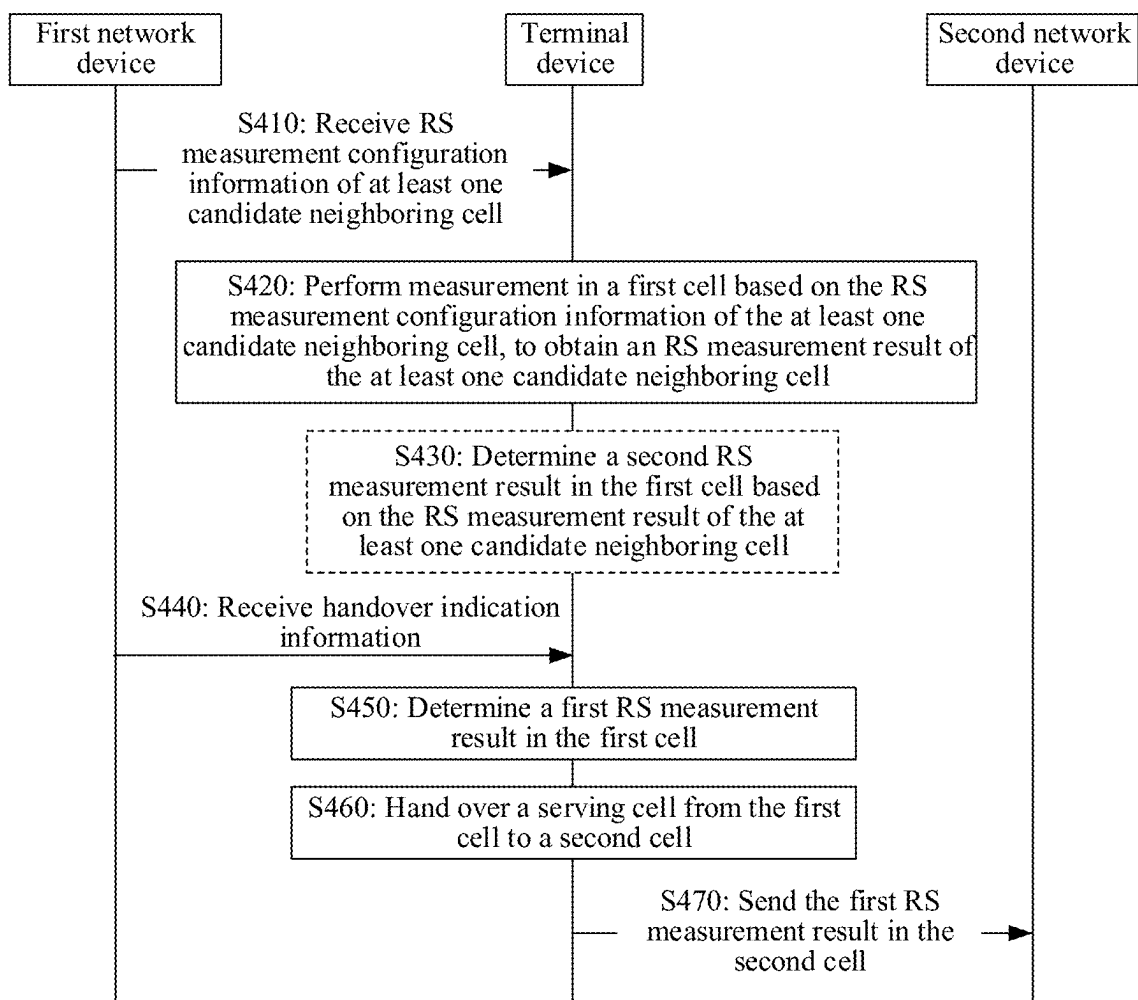 First network
device
Terminal
device
Second network
device
S410: Receive RS
measurement configuration
information of at least one
candidate neighboring cell
S420: Perform measurement in a first cell based on the RS
measurement configuration information of the at least one
candidate neighboring cell, to obtain an RS measurement result of
the at least one candidate neighboring cell
S430: Determine a second RS
measurement result in the first cell based
on the RS measurement result of the at
least one candidate neighboring cell
S440: Receive handover indication
information
S450: Determine a first RS measurement
result in the first cell
S460: Hand over a serving cell from the first
cell to a second cell
S470: Send the first RS
measurement result in the
second cell